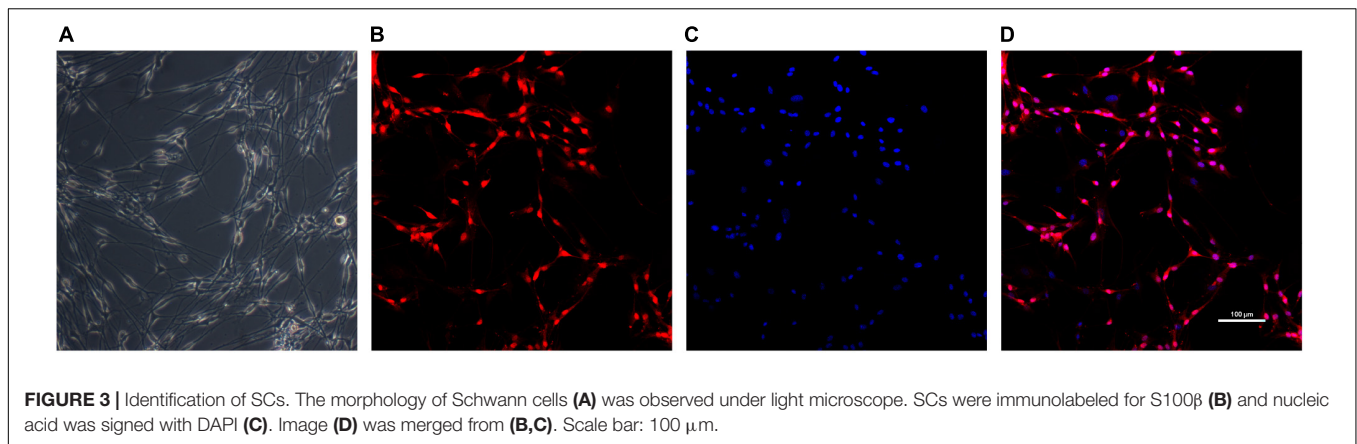 A B C D
100 μm
FIGURE 3 | Identification of SCs. The morphology of Schwann cells (A) was observed under light microscope. SCs were immunolabeled for S100β (B) and nucleic
acid was signed with DAPI (C). Image (D) was merged from (B,C). Scale bar: 100 μm.